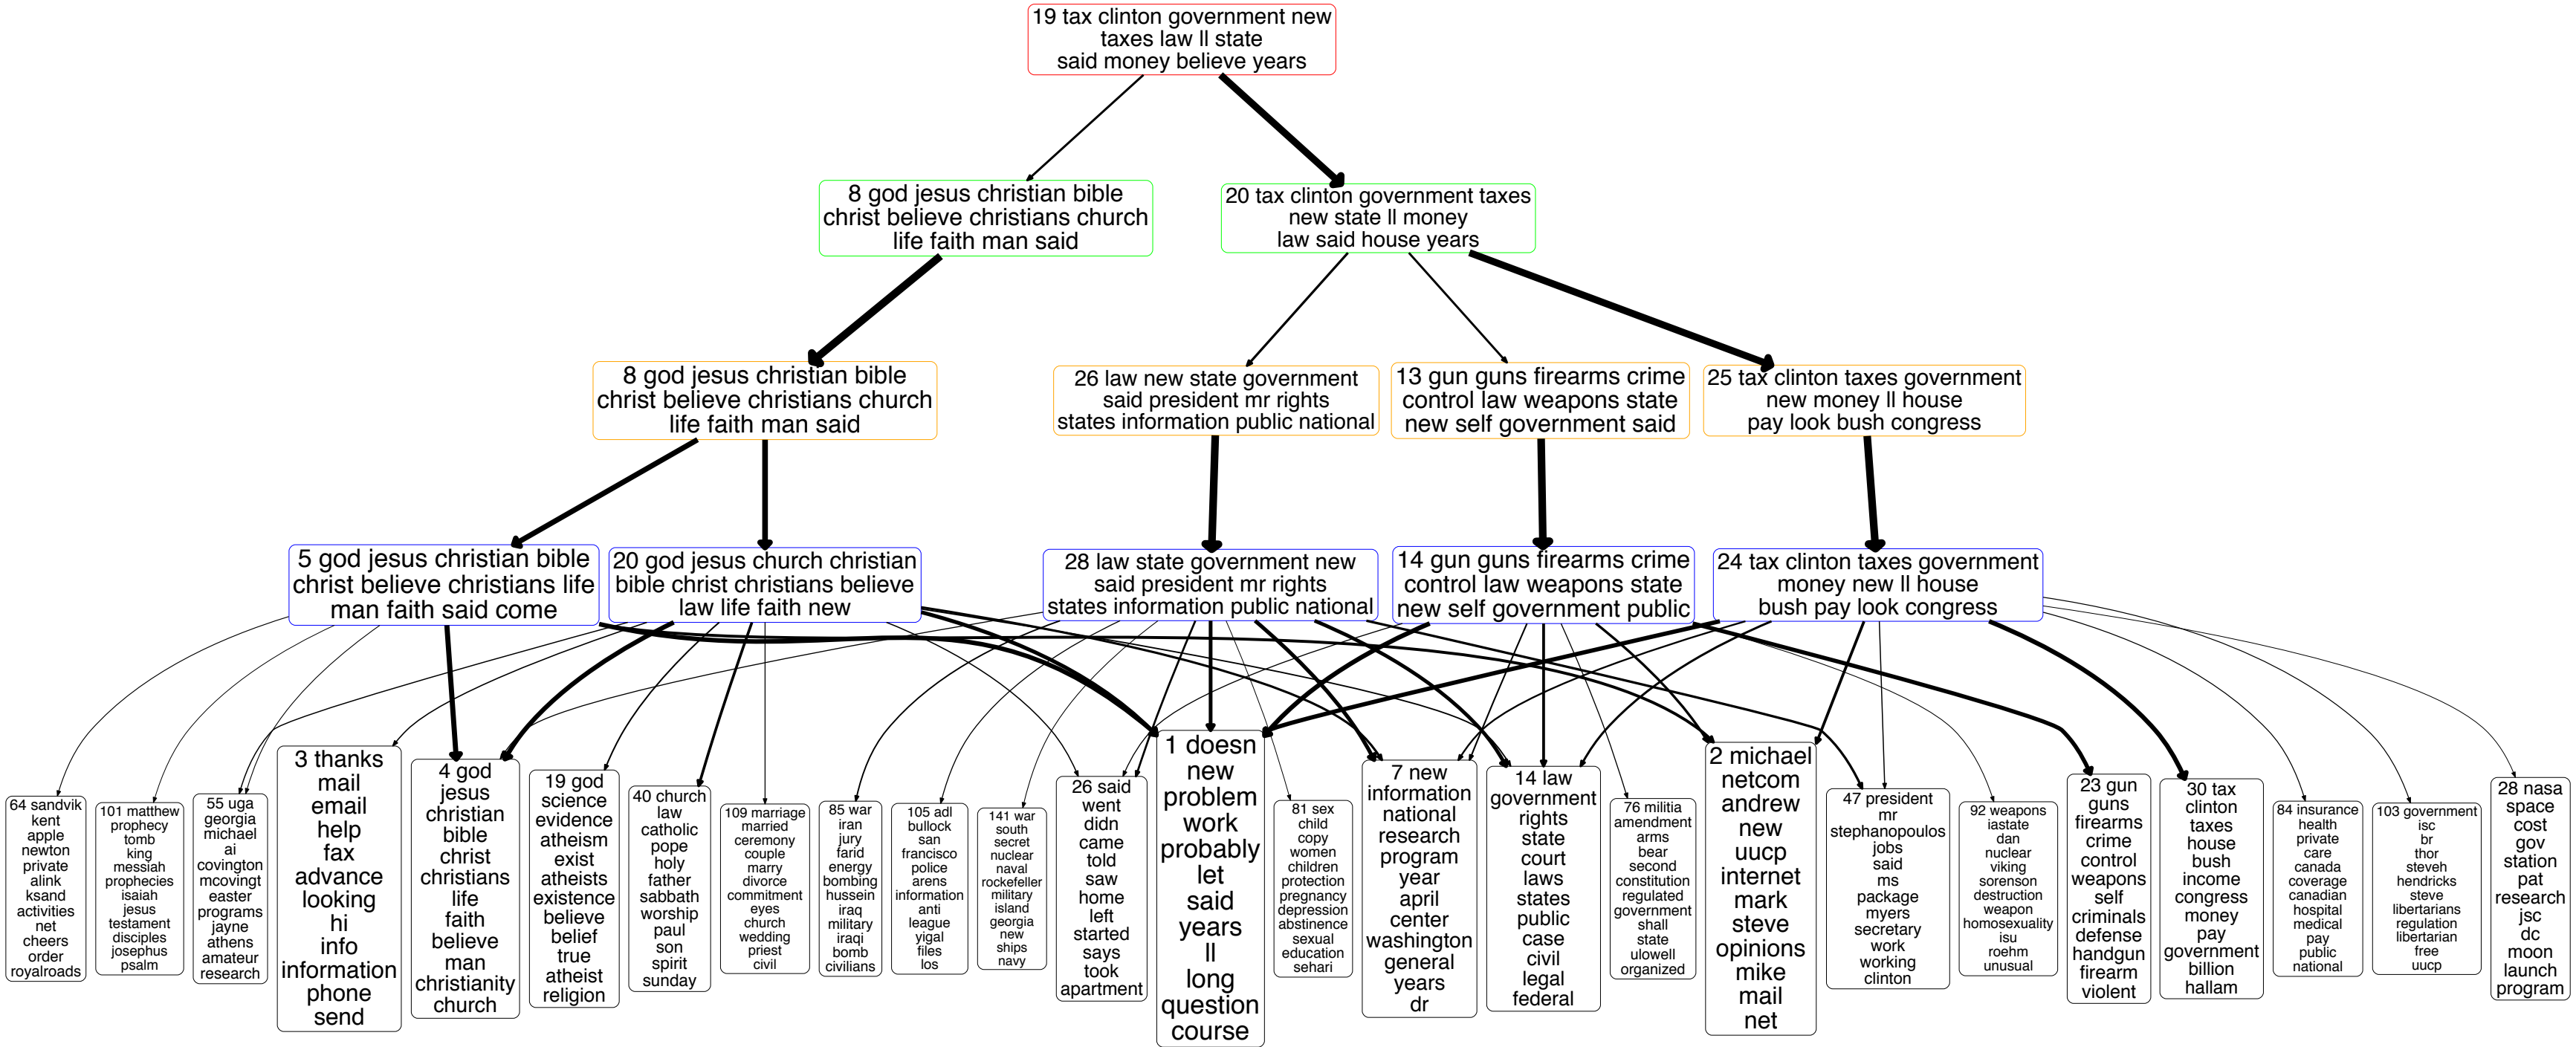 19 tax clinton government new
taxes law ll state
said money believe years
8 god jesus christian bible
christ believe christians church
life faith man said
20 tax clinton government taxes
new state ll money
law said house years
8 god jesus christian bible
christ believe christians church
life faith man said
26 law new state government
said president mr rights
states information public national
13 gun guns firearms crime
control law weapons state
new self government said
25 tax clinton taxes government
new money ll house
pay look bush congress
5 god jesus christian bible
christ believe christians life
man faith said come
20 god jesus church christian
bible christ christians believe
law life faith new
28 law state government new
said president mr rights
states information public national
14 gun guns firearms crime
control law weapons state
new self government public
24 tax clinton taxes government
money new ll house
bush pay look congress
64 sandvik
kent
apple
newton
private
alink
ksand
activities
net
cheers
order
royalroads
101 matthew
prophecy
tomb
king
messiah
prophecies
isaiah
jesus
testament
disciples
josephus
psalm
55 uga
georgia
michael
ai
covington
mcovingt
easter
programs
jayne
athens
amateur
research
3 thanks
mail
email
help
fax
advance
looking
hi
info
information
phone
send
4 god
jesus
christian
bible
christ
christians
life
faith
believe
man
christianity
church
19 god
science
evidence
atheism
exist
atheists
existence
believe
belief
true
atheist
religion
40 church
law
catholic
pope
holy
father
sabbath
worship
paul
son
spirit
sunday
109 marriage
married
ceremony
couple
marry
divorce
commitment
eyes
church
wedding
priest
civil
85 war
iran
jury
farid
energy
bombing
hussein
iraq
military
iraqi
bomb
civilians
105 adl
bullock
san
francisco
police
arens
information
anti
league
yigal
files
los
141 war
south
secret
nuclear
naval
rockefeller
military
island
georgia
new
ships
navy
26 said
went
didn
came
told
saw
home
left
started
says
took
apartment
1 doesn
new
problem
work
probably
let
said
years
ll
long
question
course
81 sex
child
copy
women
children
protection
pregnancy
depression
abstinence
sexual
education
sehari
7 new
information
national
research
program
year
april
center
washington
general
years
dr
14 law
government
rights
state
court
laws
states
public
case
civil
legal
federal
76 militia
amendment
arms
bear
second
constitution
regulated
government
shall
state
ulowell
organized
2 michael
netcom
andrew
new
uucp
internet
mark
steve
opinions
mike
mail
net
47 president
mr
stephanopoulos
jobs
said
ms
package
myers
secretary
work
working
clinton
92 weapons
iastate
dan
nuclear
viking
sorenson
destruction
weapon
homosexuality
isu
roehm
unusual
23 gun
guns
firearms
crime
control
weapons
self
criminals
defense
handgun
firearm
violent
30 tax
clinton
taxes
house
bush
income
congress
money
pay
government
billion
hallam
84 insurance
health
private
care
canada
coverage
canadian
hospital
medical
pay
public
national
103 government
isc
br
thor
steveh
hendricks
steve
libertarians
regulation
libertarian
free
uucp
28 nasa
space
cost
gov
station
pat
research
jsc
dc
moon
launch
program